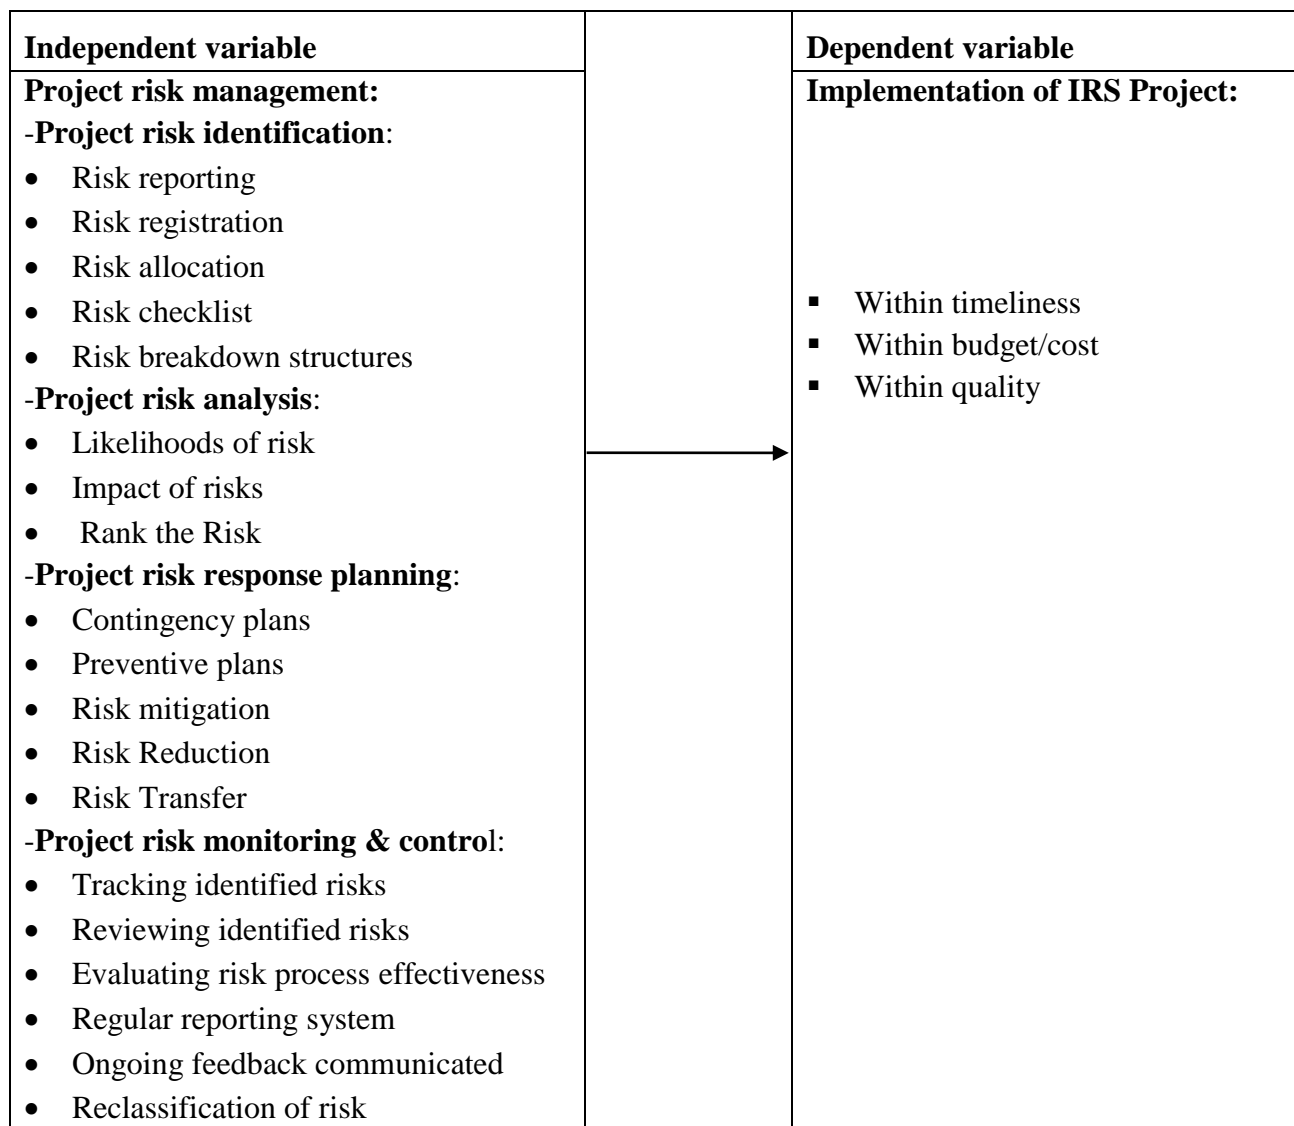 Independent variable
Project risk management:
-Project risk identification:
• Risk reporting
• Risk registration
• Risk allocation
• Risk checklist
• Risk breakdown structures
-Project risk analysis:
• Likelihoods of risk
• Impact of risks
• Rank the Risk
-Project risk response planning:
• Contingency plans
• Preventive plans
• Risk mitigation
• Risk Reduction
• Risk Transfer
-Project risk monitoring & control:
• Tracking identified risks
• Reviewing identified risks
• Evaluating risk process effectiveness
• Regular reporting system
• Ongoing feedback communicated
• Reclassification of risk
Dependent variable
Implementation of IRS Project:
▪ Within timeliness
▪ Within budget/cost
▪ Within quality